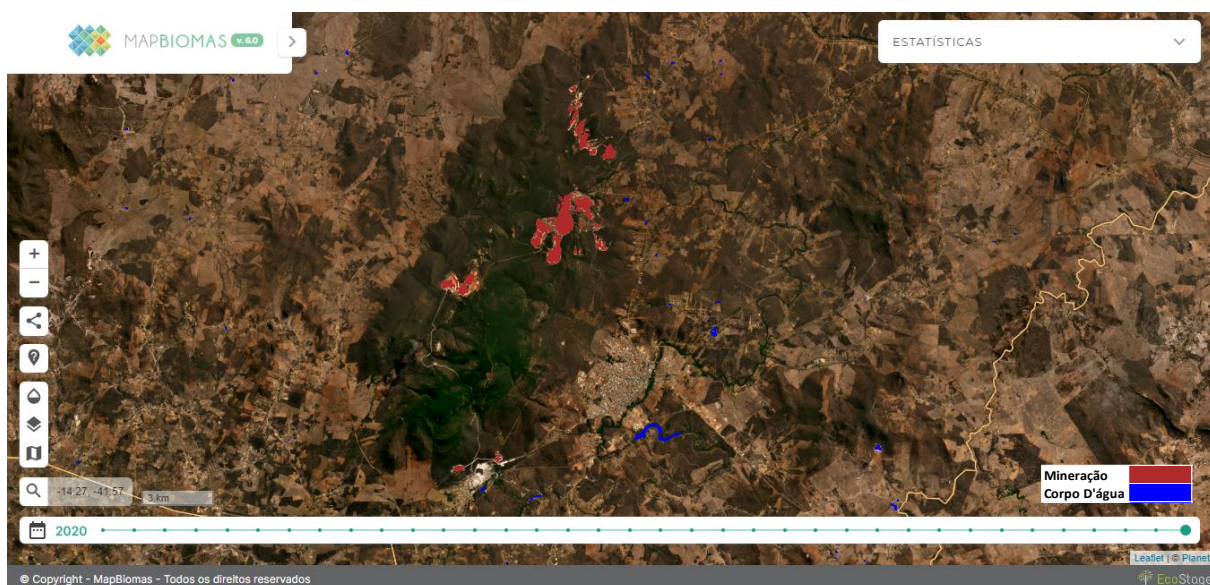 MAPBIOMAS v. 6.0
ESTATÍSTICAS
-14.27, -41.57
3 km
Mineração
Corpo D'água
2020
Leaflet | © Planet
© Copyright - MapBiomas - Todos os direitos reservados
EcoStage